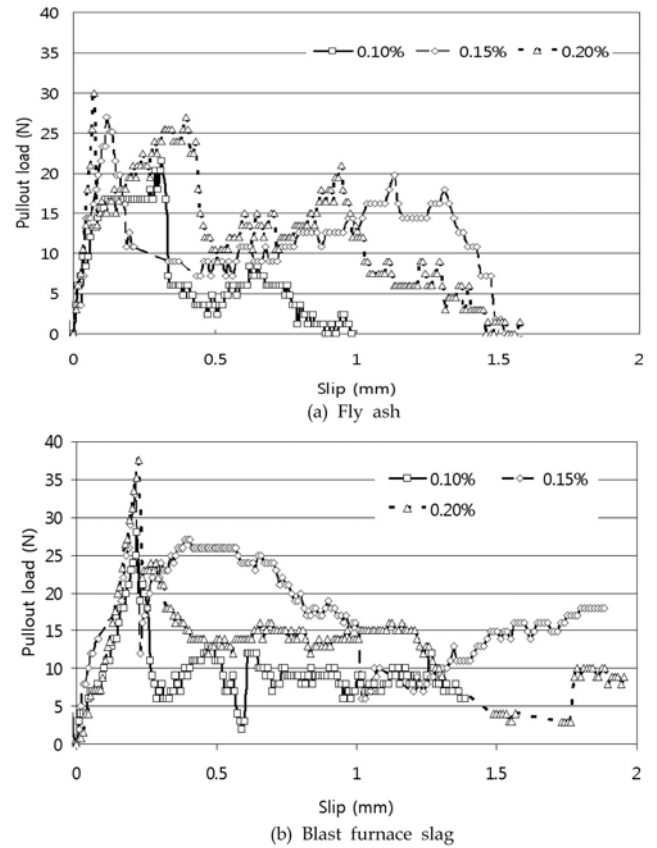 40
35
30
25
20
15
10
5
0
Pullout load (N)
0.10% 0.15% 0.20%
0 0.5 1 1.5 2
Slip (mm)
(a) Fly ash
40
35
30
25
20
15
10
5
0
Pullout load (N)
0.10% 0.15%
0.20%
0 0.5 1 1.5 2
Slip (mm)
(b) Blast furnace slag